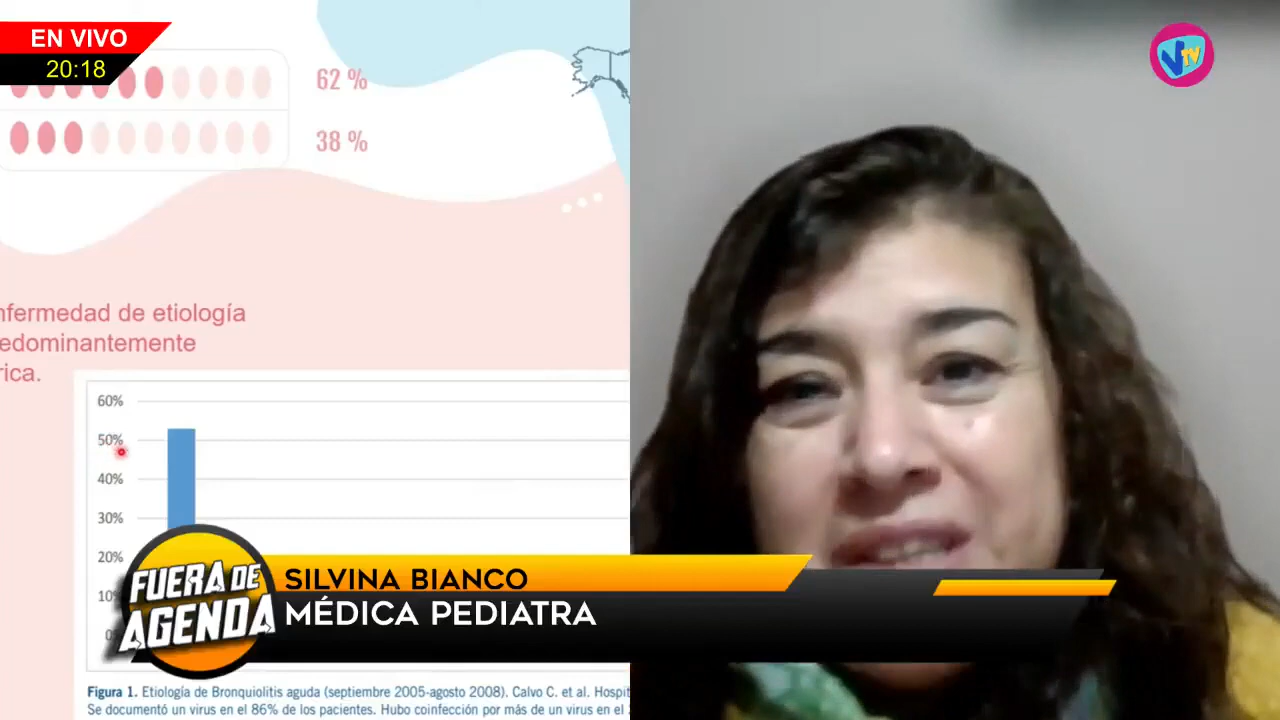 EN VIVO
20:18
62 %
38 %
VTV
nfermedad de etiología
edominantemente
rica.
60%
50%
40%
30%
20%
10%
FUERA DE
AGENDA
SILVINA BIANCO
MÉDICA PEDIATRA
Figura 1. Etiología de Bronquiolitis aguda (septiembre 2005-agosto 2008). Calvo C. et al. Hospit
Se documentó un virus en el 86% de los pacientes. Hubo coinfección por más de un virus en el